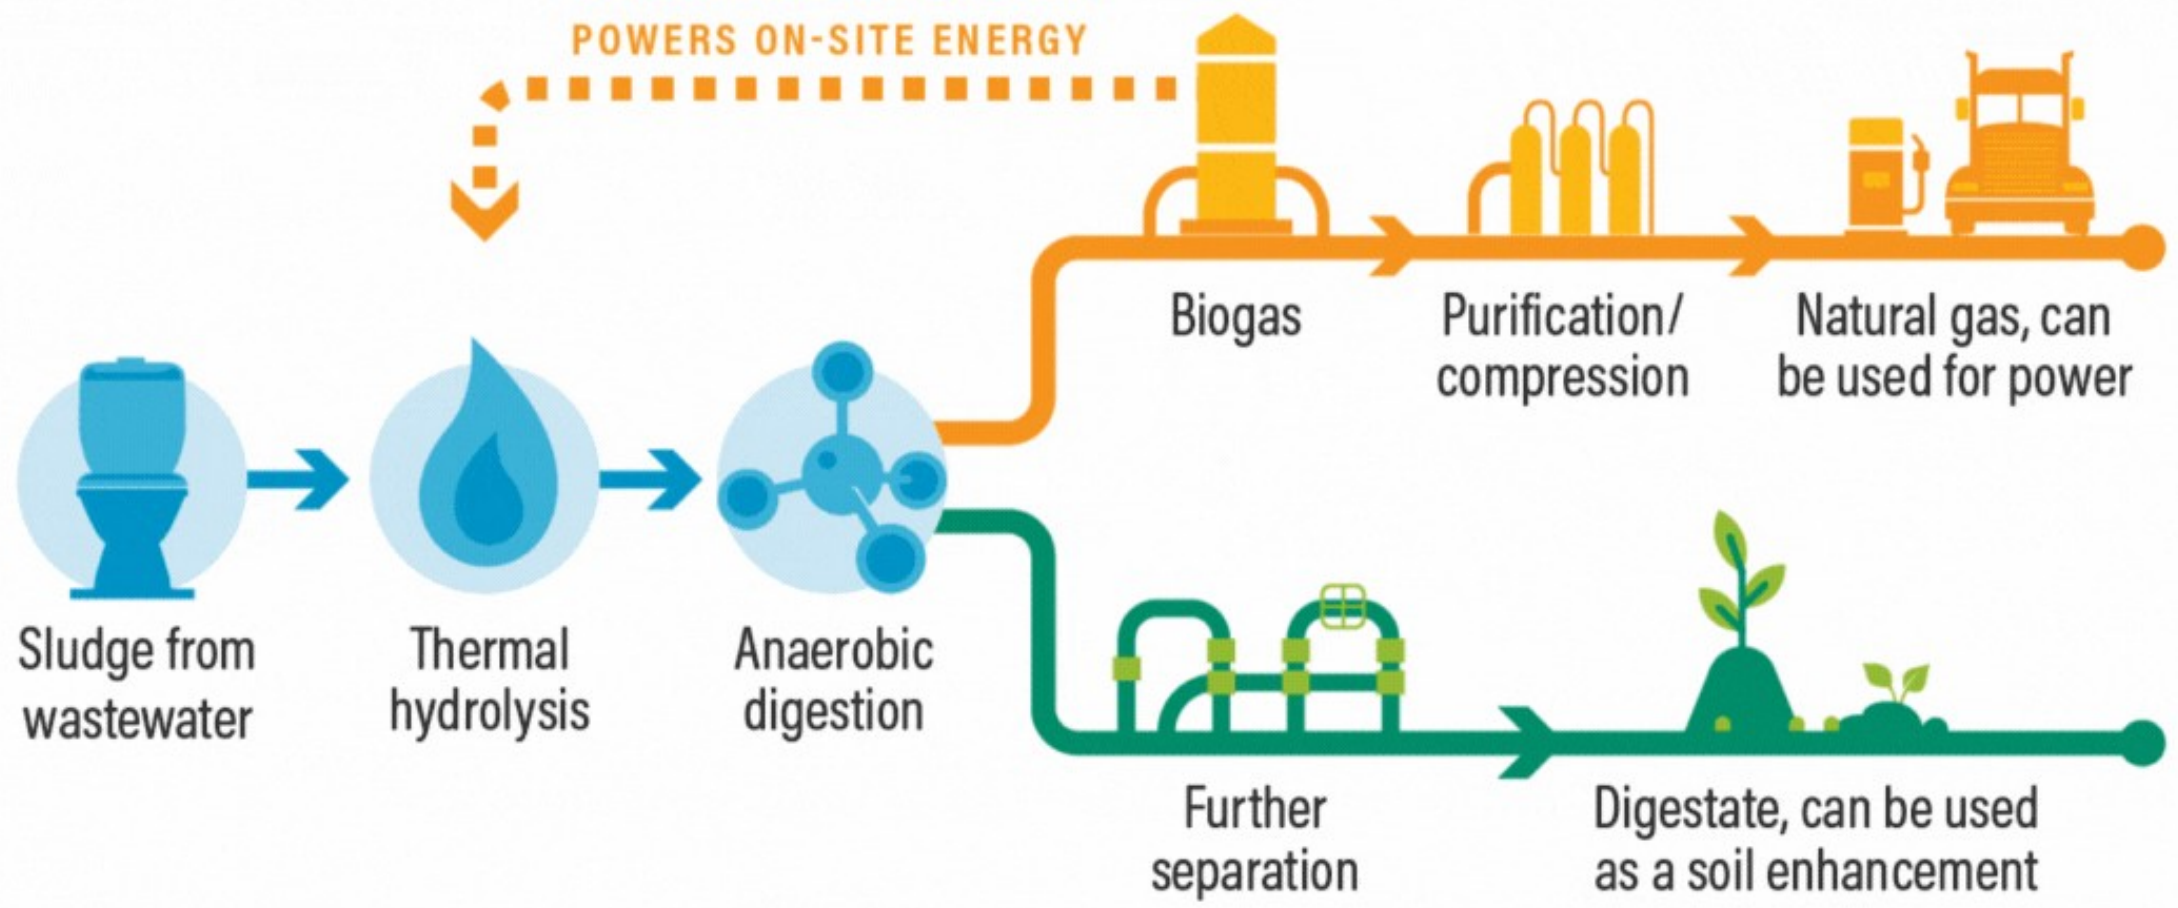 POWERS ON-SITE ENERGY
Biogas
Purification/
compression
Natural gas, can
be used for power
Sludge from
wastewater
Thermal
hydrolysis
Anaerobic
digestion
Further
separation
Digestate, can be used
as a soil enhancement